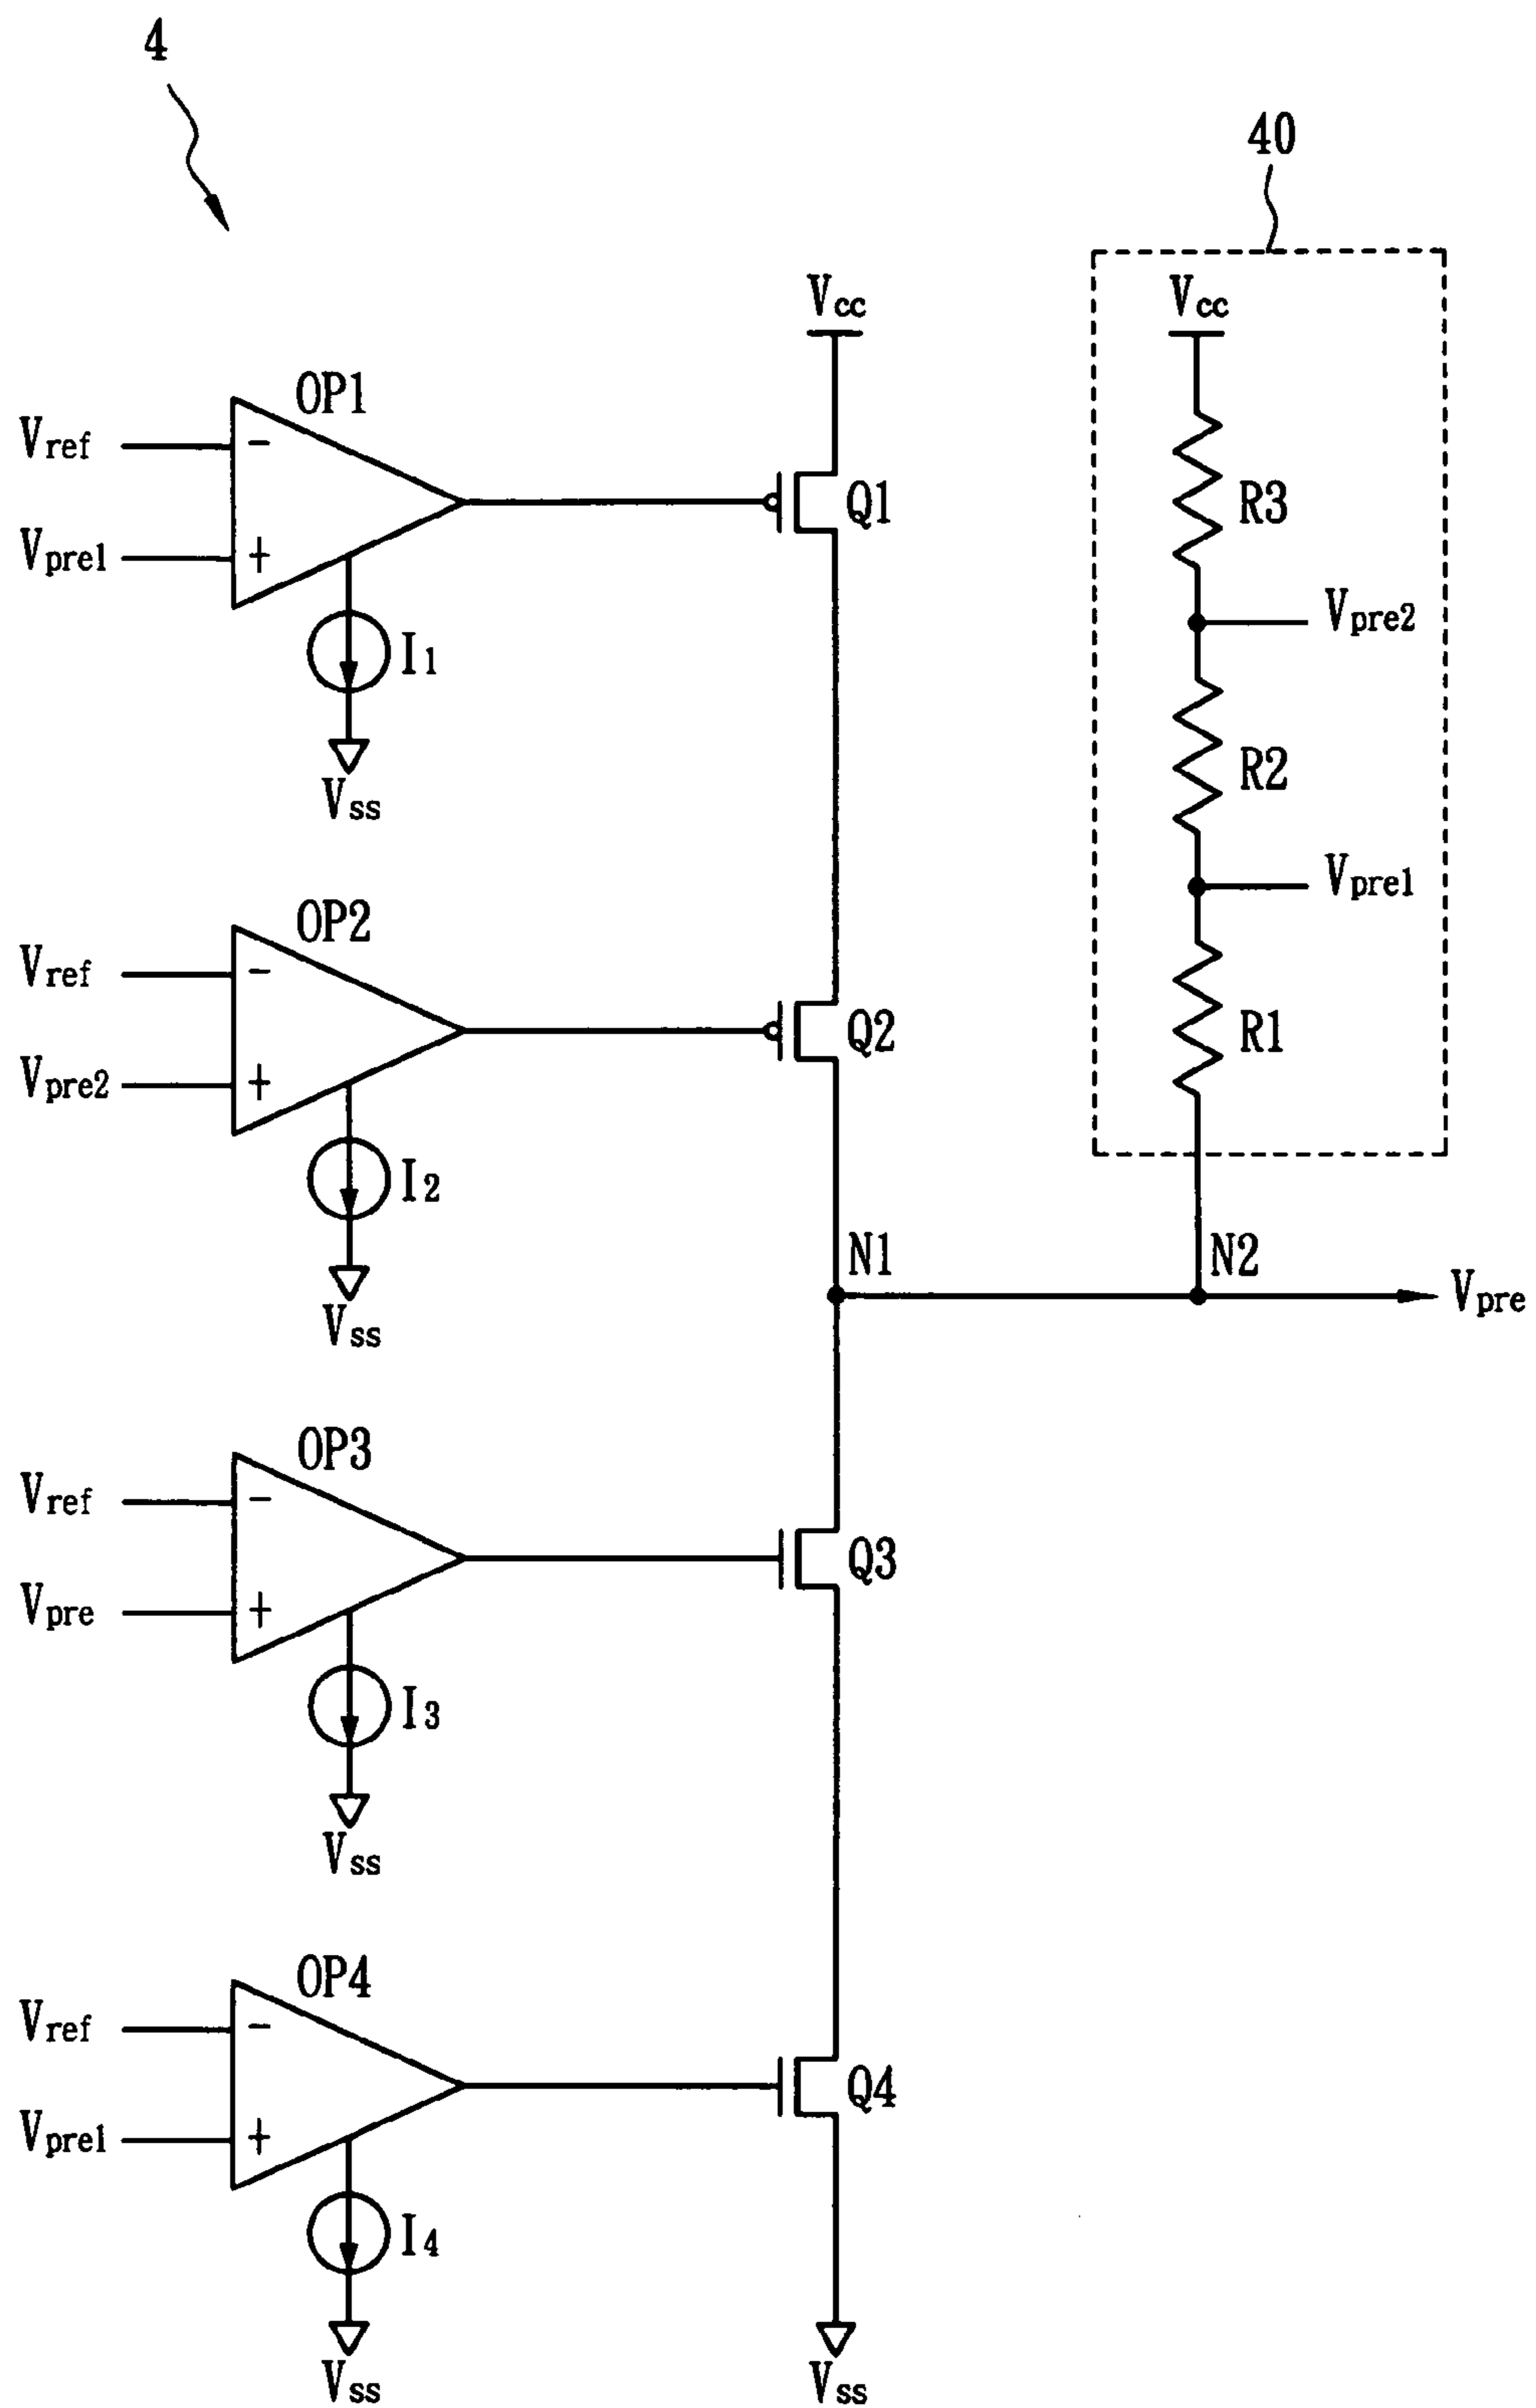 4
40
Vcc
Vcc
OP1
Vref
−
Vpre1
+
Q1
R3
I1
Vpre2
Vss
R2
OP2
Vpre1
Vref
−
Vpre2
+
Q2
R1
I2
Vss
N1
N2
Vpre
OP3
Vref
−
Vpre
+
Q3
I3
Vss
OP4
Vref
−
Vpre1
+
Q4
I4
Vss
Vss